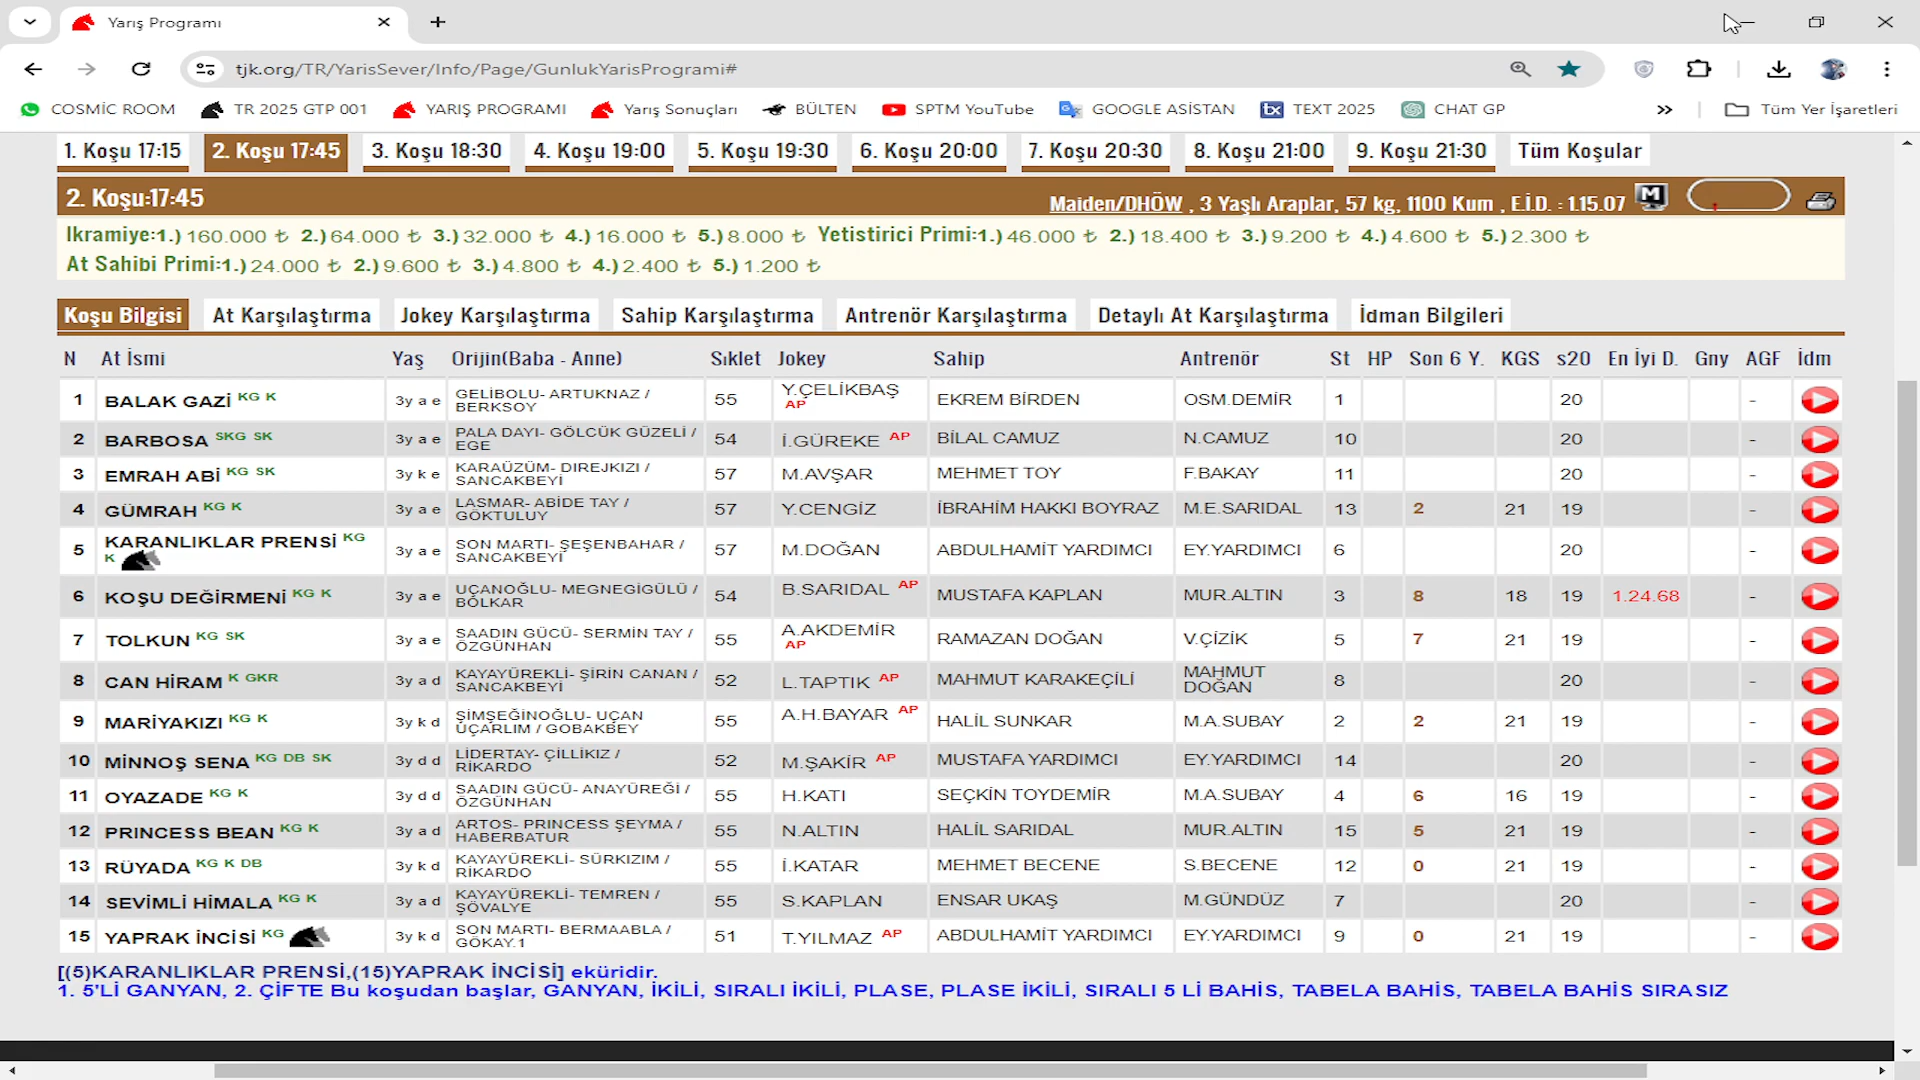 Yarış Programı
tjk.org/TR/YarisSever/Info/Page/GunlukYarisProgrami#
COSMİC ROOM TR 2025 GTP 001 YARIŞ PROGRAMI Yarış Sonuçları BÜLTEN SPTM YouTube GOOGLE ASİSTAN TEXT 2025 CHAT GP Tüm Yer İşaretleri
1. Koşu 17:15 2. Koşu 17:45 3. Koşu 18:30 4. Koşu 19:00 5. Koşu 19:30 6. Koşu 20:00 7. Koşu 20:30 8. Koşu 21:00 9. Koşu 21:30 Tüm Koşular
2. Koşu:17:45 Maiden/DHÖW , 3 Yaşlı Araplar, 57 kg, 1100 Kum , E.İ.D. : 1.15.07 M
Ikramiye:1.) 160.000 ₺ 2.) 64.000 ₺ 3.) 32.000 ₺ 4.) 16.000 ₺ 5.) 8.000 ₺ Yetistirici Primi:1.) 46.000 ₺ 2.) 18.400 ₺ 3.) 9.200 ₺ 4.) 4.600 ₺ 5.) 2.300 ₺
At Sahibi Primi:1.) 24.000 ₺ 2.) 9.600 ₺ 3.) 4.800 ₺ 4.) 2.400 ₺ 5.) 1.200 ₺
Koşu Bilgisi At Karşılaştırma Jokey Karşılaştırma Sahip Karşılaştırma Antrenör Karşılaştırma Detaylı At Karşılaştırma İdman Bilgileri
N At İsmi Yaş Orijin(Baba - Anne) Sıklet Jokey Sahip Antrenör St HP Son 6 Y. KGS s20 En İyi D. Gny AGF İdm
1 BALAK GAZİ KG K 3y a e GELİBOLU- ARTUKNAZ / BERKSOY 55 Y.ÇELİKBAŞ AP EKREM BİRDEN OSM.DEMİR 1 20 -
2 BARBOSA SKG SK 3y a e PALA DAYI- GÖLCÜK GÜZELİ / EGE 54 İ.GÜREKE AP BİLAL CAMUZ N.CAMUZ 10 20 -
3 EMRAH ABİ KG SK 3y k e KARAÜZÜM- DIREJKIZI / SANCAKBEYİ 57 M.AVŞAR MEHMET TOY F.BAKAY 11 20 -
4 GÜMRAH KG K 3y a e LASMAR- ABİDE TAY / GÖKTULUY 57 Y.CENGİZ İBRAHİM HAKKI BOYRAZ M.E.SARIDAL 13 2 21 19 -
5 KARANLIKLAR PRENSİ KG K 3y a e SON MARTI- ŞEŞENBAHAR / SANCAKBEYİ 57 M.DOĞAN ABDULHAMİT YARDIMCI EY.YARDIMCI 6 20 -
6 KOŞU DEĞİRMENİ KG K 3y a e UÇANOĞLU- MEGNEGİGÜLÜ / BÖLKAR 54 B.SARIDAL AP MUSTAFA KAPLAN MUR.ALTIN 3 8 18 19 1.24.68 -
7 TOLKUN KG SK 3y a e SAADIN GÜCÜ- SERMİN TAY / ÖZGÜNHAN 55 A.AKDEMİR AP RAMAZAN DOĞAN V.ÇİZİK 5 7 21 19 -
8 CAN HİRAM K GKR 3y a d KAYAYÜREKLİ- ŞİRİN CANAN / SANCAKBEYİ 52 L.TAPTIK AP MAHMUT KARAKEÇİLİ MAHMUT DOĞAN 8 20 -
9 MARİYAKIZI KG K 3y k d ŞİMŞEĞİNOĞLU- UÇAN UÇARLIM / GOBAKBEY 55 A.H.BAYAR AP HALİL SUNKAR M.A.SUBAY 2 2 21 19 -
10 MİNNOŞ SENA KG DB SK 3y d d LİDERTAY- ÇİLLİKIZ / RİKARDO 52 M.ŞAKİR AP MUSTAFA YARDIMCI EY.YARDIMCI 14 20 -
11 OYAZADE KG K 3y d d SAADIN GÜCÜ- ANAYÜREĞİ / ÖZGÜNHAN 55 H.KATI SEÇKİN TOYDEMİR M.A.SUBAY 4 6 16 19 -
12 PRINCESS BEAN KG K 3y a d ARTOS- PRINCESS ŞEYMA / HABERBATUR 55 N.ALTIN HALİL SARIDAL MUR.ALTIN 15 5 21 19 -
13 RÜYADA KG K DB 3y k d KAYAYÜREKLİ- SÜRKIZIM / RİKARDO 55 İ.KATAR MEHMET BECENE S.BECENE 12 0 21 19 -
14 SEVİMLİ HİMALA KG K 3y a d KAYAYÜREKLİ- TEMREN / ŞÖVALYE 55 S.KAPLAN ENSAR UKAŞ M.GÜNDÜZ 7 20 -
15 YAPRAK İNCİSİ KG 3y k d SON MARTI- BERMAABLA / GÖKAY.1 51 T.YILMAZ AP ABDULHAMİT YARDIMCI EY.YARDIMCI 9 0 21 19 -
[(5)KARANLIKLAR PRENSİ,(15)YAPRAK İNCİSİ] eküridir.
1. 5'Lİ GANYAN, 2. ÇİFTE Bu koşudan başlar, GANYAN, İKİLİ, SIRALI İKİLİ, PLASE, PLASE İKİLİ, SIRALI 5 Lİ BAHİS, TABELA BAHİS, TABELA BAHİS SIRASIZ